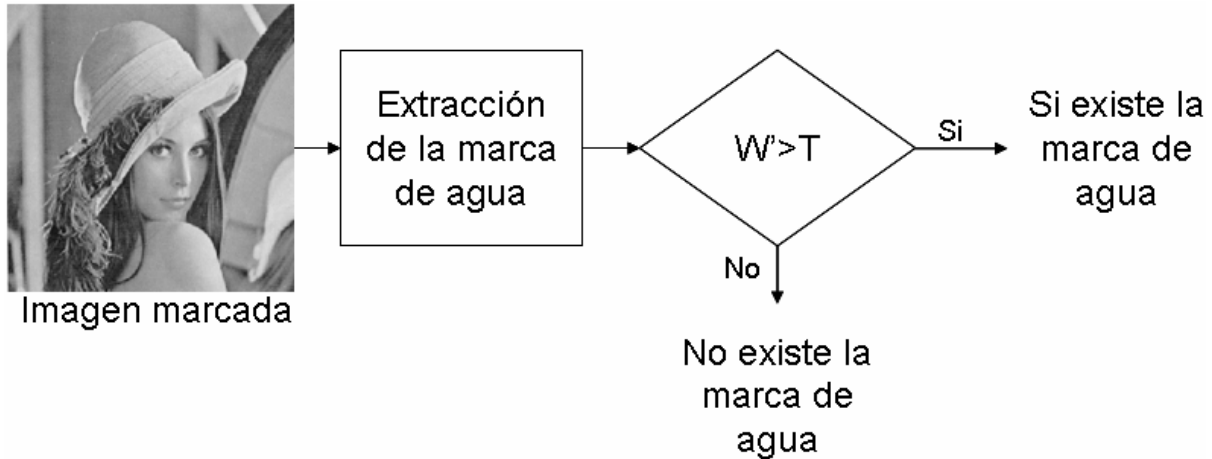 Imagen marcada
Extracción
de la marca
de agua
W'>T
Si
Si existe la
marca de
agua
No
No existe la
marca de
agua